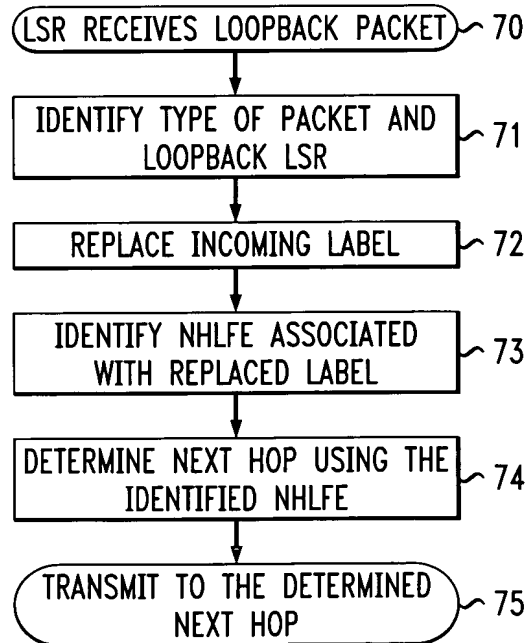 LSR RECEIVES LOOPBACK PACKET 70
IDENTIFY TYPE OF PACKET AND
LOOPBACK LSR
71
REPLACE INCOMING LABEL 72
IDENTIFY NHLFE ASSOCIATED
WITH REPLACED LABEL
73
DETERMINE NEXT HOP USING THE
IDENTIFIED NHLFE
74
TRANSMIT TO THE DETERMINED
NEXT HOP
75